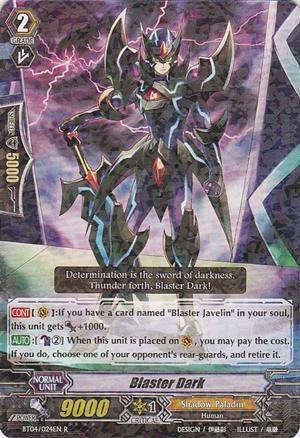 2
GRADE
SHIELD 5000
Determination is the sword of darkness.
Thunder forth, Blaster Dark!
CONT :If you have a card named "Blaster Javelin" in your soul,
this unit gets +1000.
AUTO :[(2)] When this unit is placed on , you may pay the cost.
If you do, choose one of your opponent's rear-guards, and retire it.
NORMAL
UNIT
Blaster Dark
POWER 9000
1
CRITICAL
Shadow Paladin
Human
BT04/024EN R
DESIGN / 伊藤彰
ILLUST / 竜徹